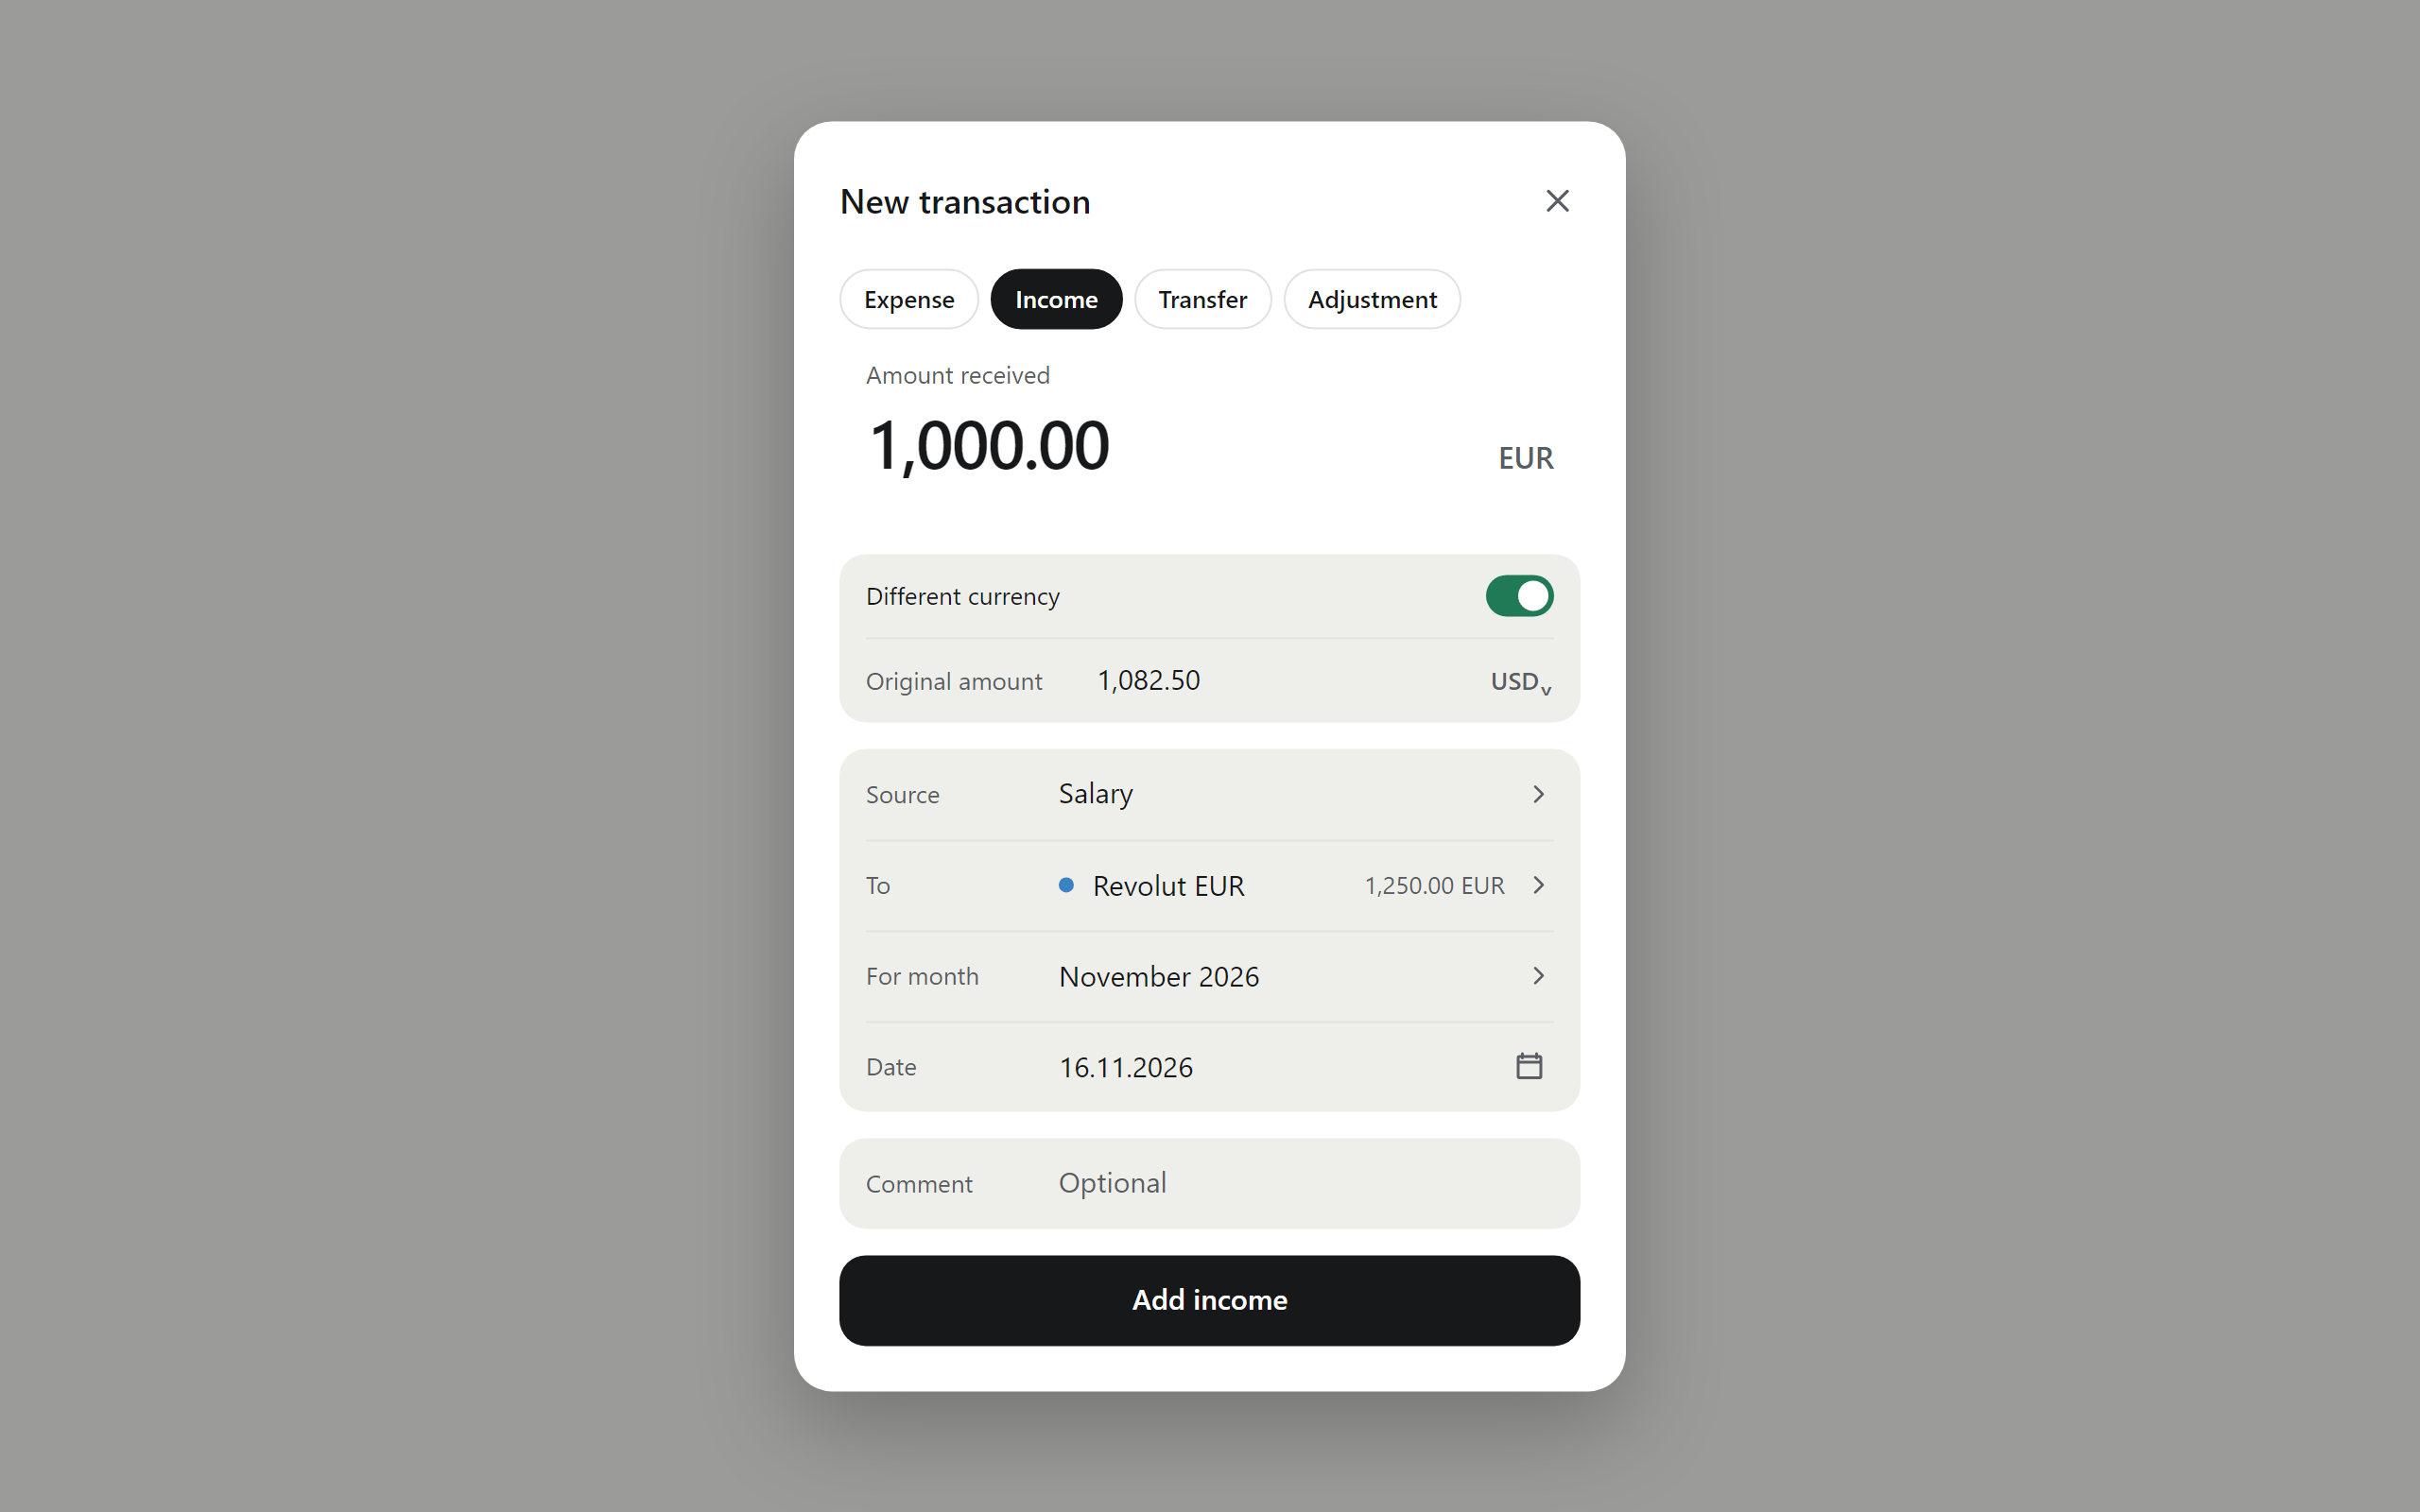 New transaction
Expense Income Transfer Adjustment
Amount received
1,000.00 EUR
Different currency
Original amount 1,082.50 USD
Source Salary
To Revolut EUR 1,250.00 EUR
For month November 2026
Date 16.11.2026
Comment Optional
Add income